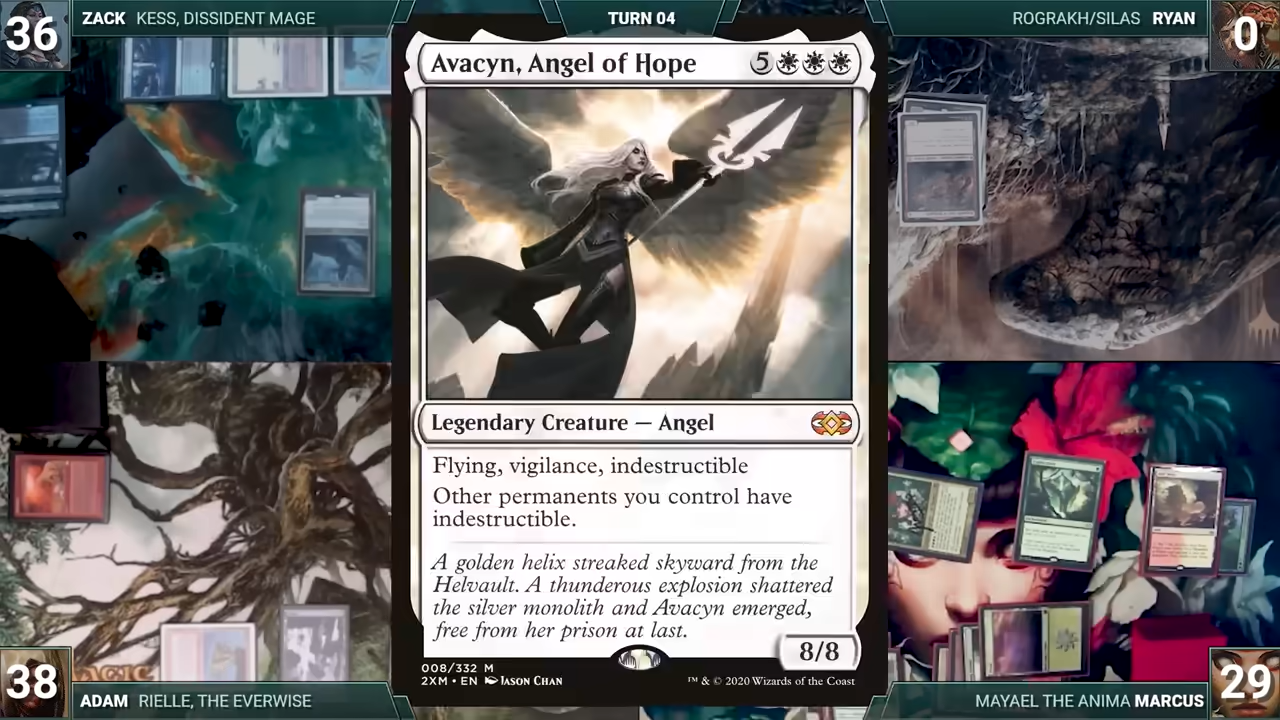 36
ZACK KESS, DISSIDENT MAGE
TURN 04
ROGRAKH/SILAS RYAN
0
Avacyn, Angel of Hope 5
Legendary Creature — Angel
Flying, vigilance, indestructible
Other permanents you control have
indestructible.
A golden helix streaked skyward from the
Helvault. A thunderous explosion shattered
the silver monolith and Avacyn emerged,
free from her prison at last.
8/8
008/332 M
2XM • EN JASON CHAN
™ & © 2020 Wizards of the Coast
38
ADAM RIELLE, THE EVERWISE
MAYAEL THE ANIMA MARCUS
29